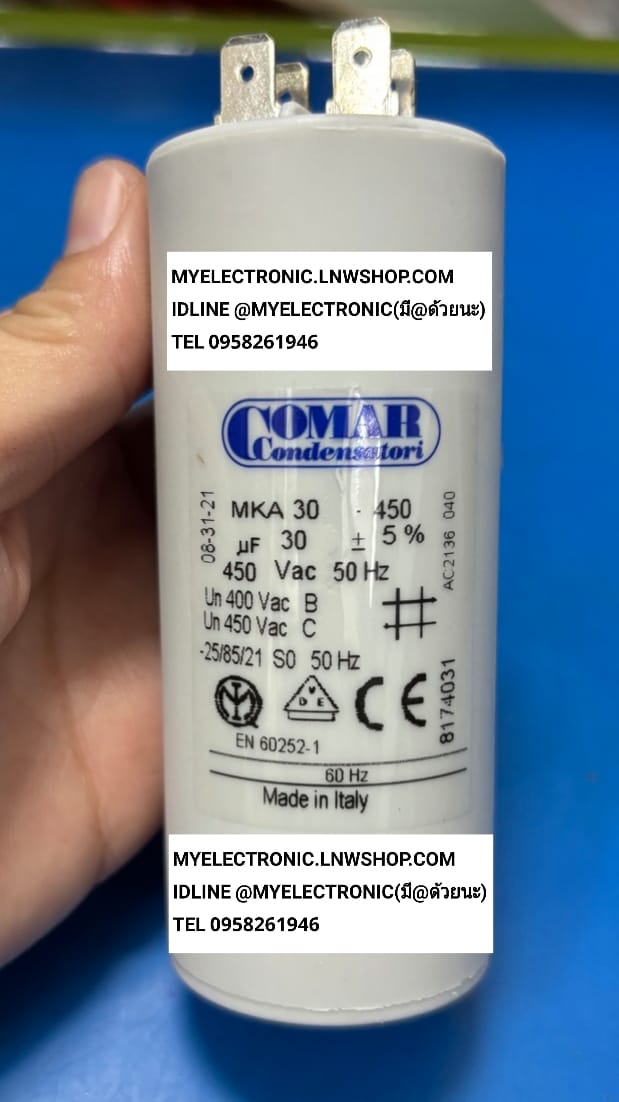 MYELECTRONIC.LNWSHOP.COM
IDLINE @MYELECTRONIC(มี@ด้วยนะ)
TEL 0958261946
COMAR
Condensatori
08-31-21
MKA 30 - 450
µF 30 ± 5 %
450 Vac 50 Hz
Un 400 Vac B
Un 450 Vac C
-25/85/21 S0 50 Hz
AC2136 040
8174031
VDE
CE
EN 60252-1
60 Hz
Made in Italy
MYELECTRONIC.LNWSHOP.COM
IDLINE @MYELECTRONIC(มี@ด้วยนะ)
TEL 0958261946